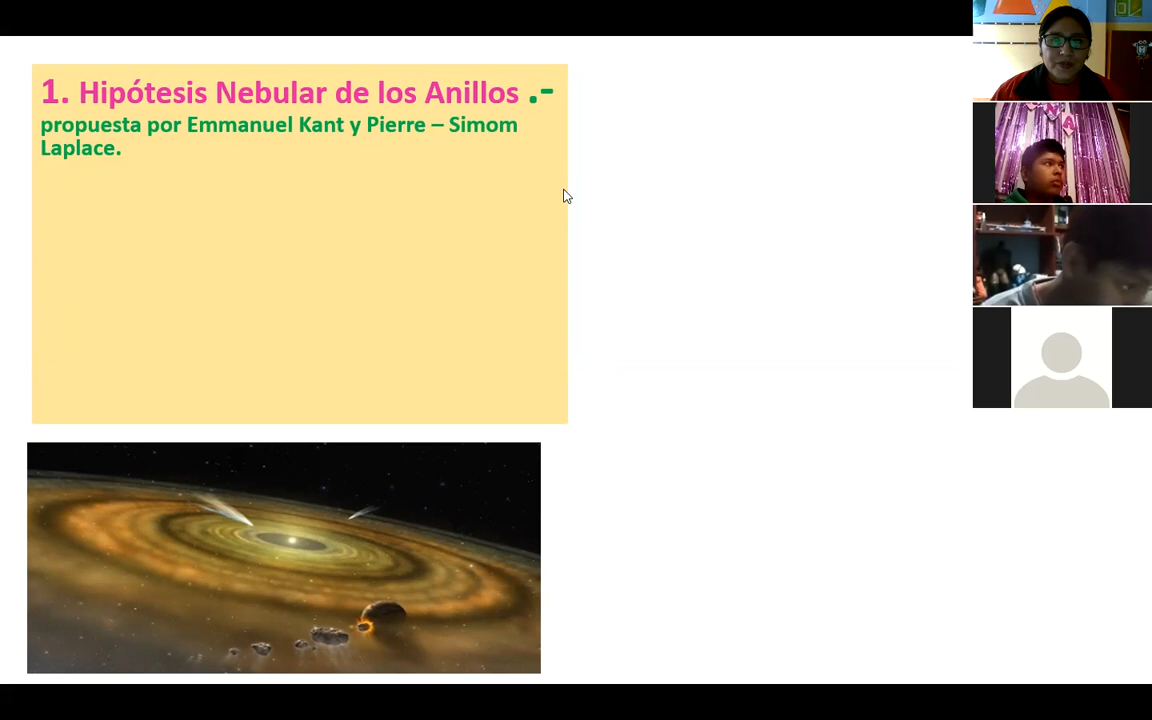 1. Hipótesis Nebular de los Anillos .-
propuesta por Emmanuel Kant y Pierre – Simom
Laplace.